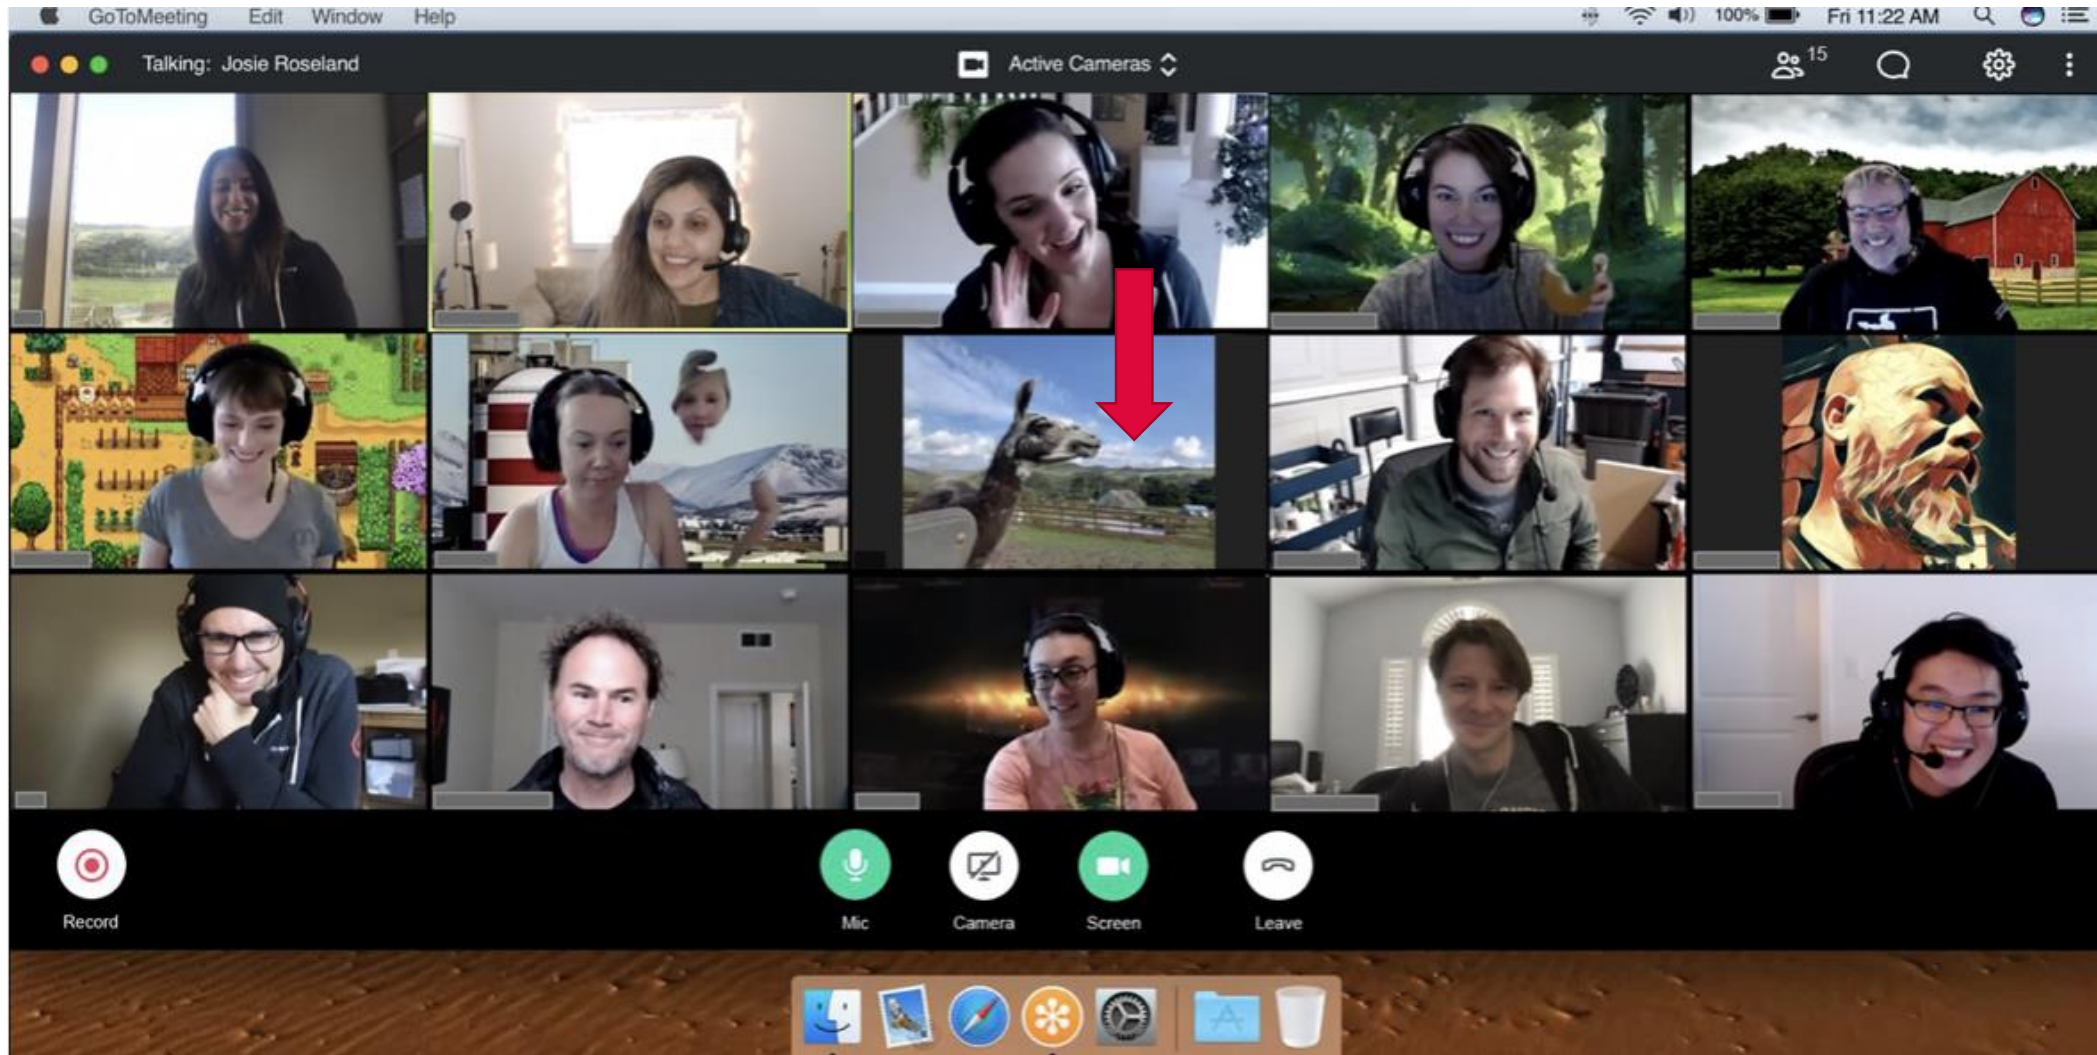 GoToMeeting Edit Window Help 100% Fri 11:22 AM
Talking: Josie Roseland Active Cameras 15
Record Mic Camera Screen Leave